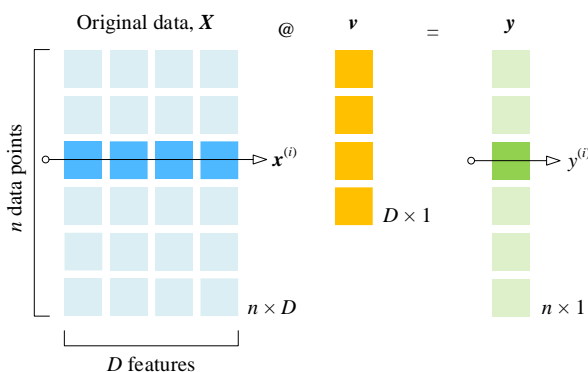 Original data, X @ v = y
n data points
x^(i)
y^(i)
D × 1
n × D
n × 1
D features